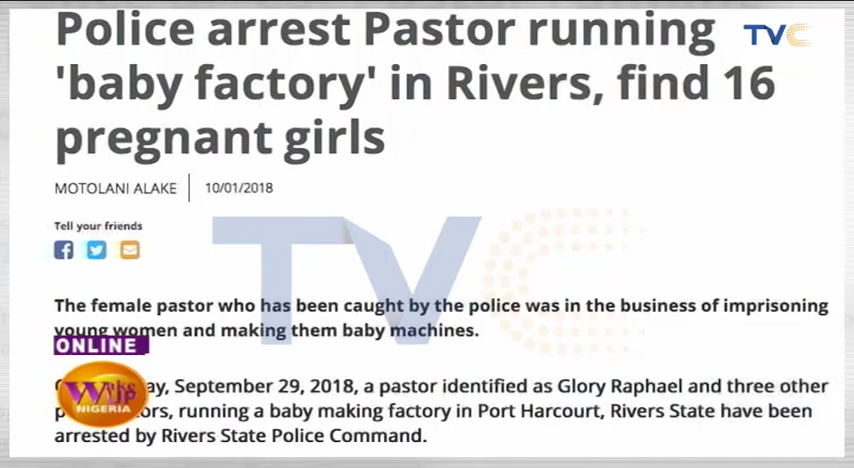 Police arrest Pastor running
TVC
'baby factory' in Rivers, find 16
pregnant girls
MOTOLANI ALAKE
10/01/2018
Tell your friends
TVC
The female pastor who has been caught by the police was in the business of imprisoning
young women and making them baby machines.
ONLINE
Wake UP NIGERIA
September 29, 2018, a pastor identified as Glory Raphael and three other
running a baby making factory in Port Harcourt, Rivers State have been
arrested by Rivers State Police Command.